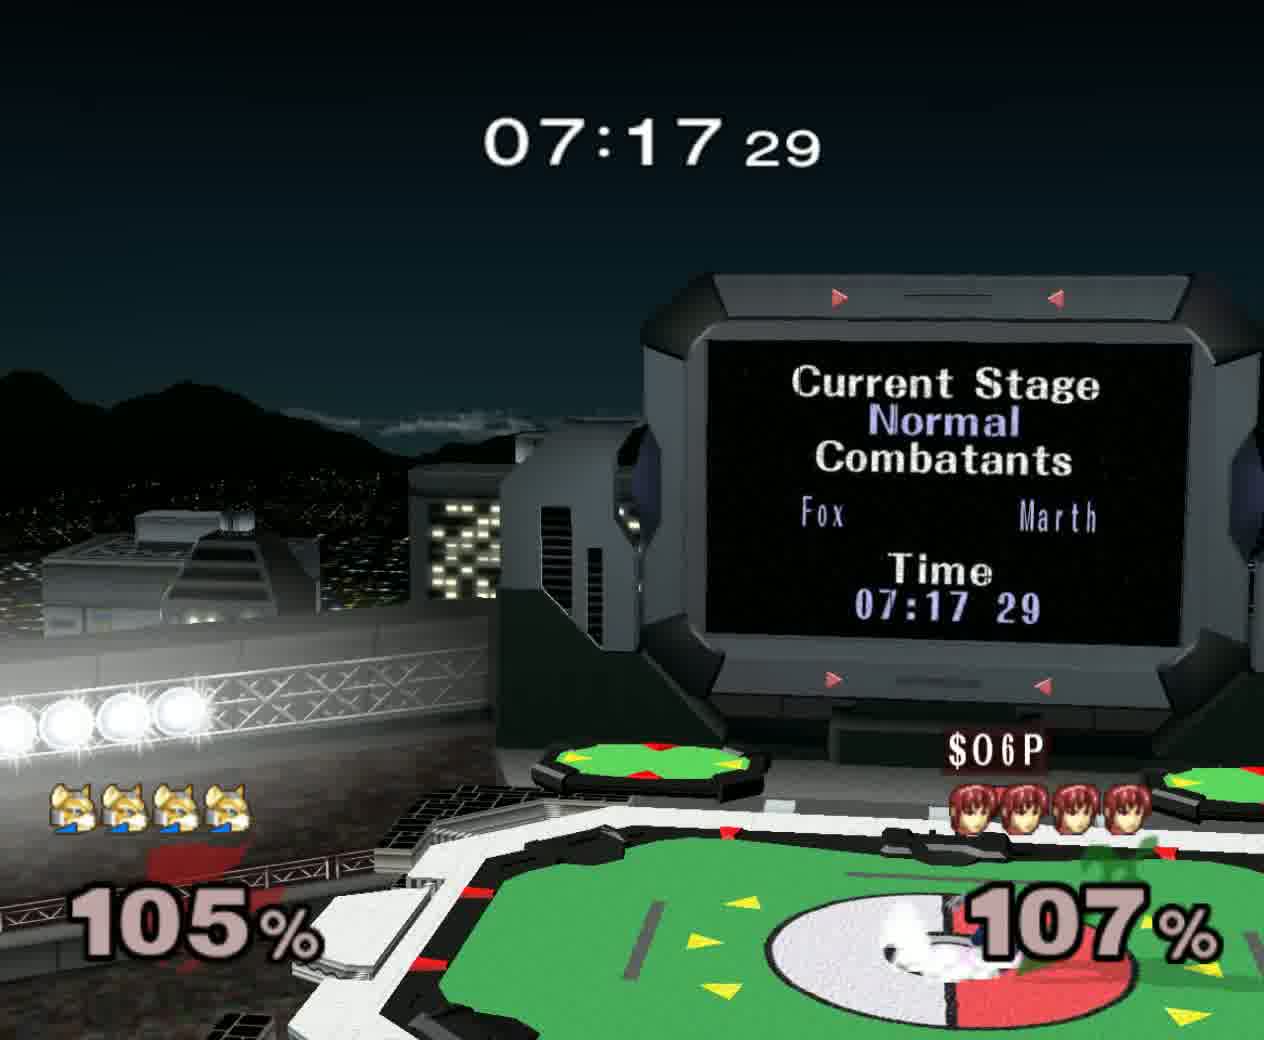 07:17 29
Current Stage
Normal
Combatants
Fox Marth
Time
07:17 29
$06P
105%
107%